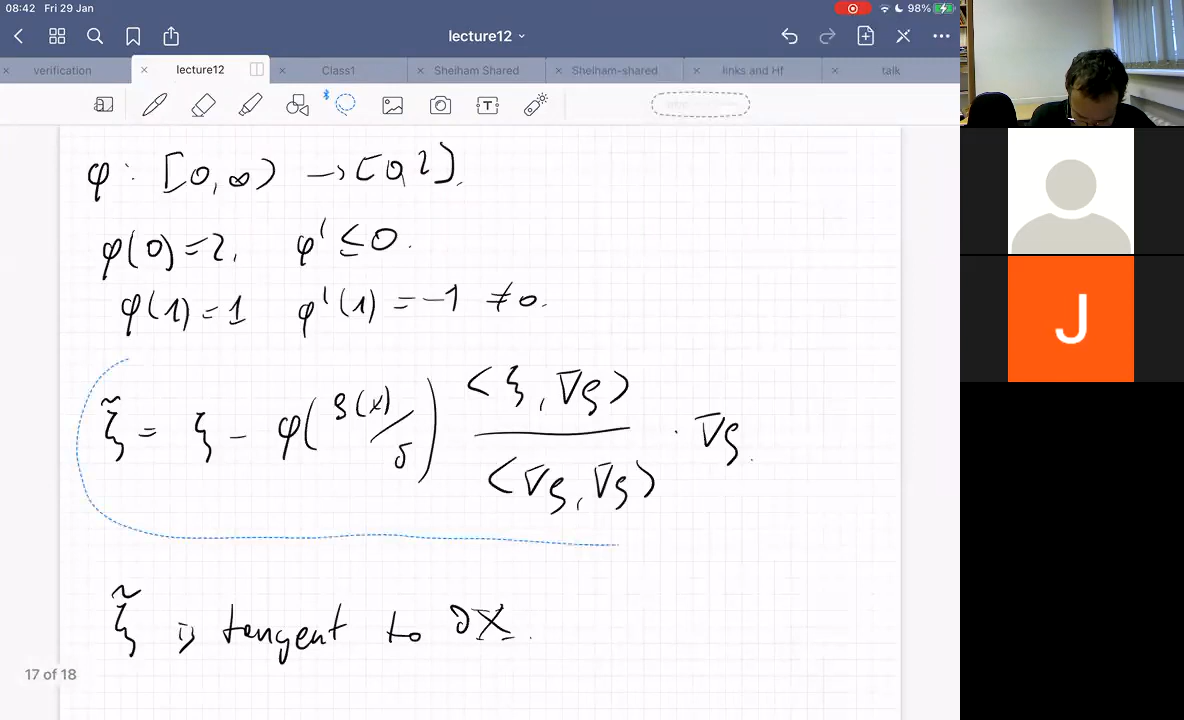 08:42 Fri 29 Jan
98%
lecture12
verification
lecture12
Class1
Sheiham Shared
Sheiham-shared
links and Hf
talk
φ : [0, ∞) → [0, 2].
φ(0) = 2, φ' ≤ 0.
φ(1) = 1 φ'(1) = -1 ≠ 0.
ξ̃ = ξ - φ(ϱ(x)/δ) <ξ, ∇ϱ> / <∇ϱ, ∇ϱ> · ∇ϱ.
ξ̃ is tangent to ∂X.
17 of 18
J